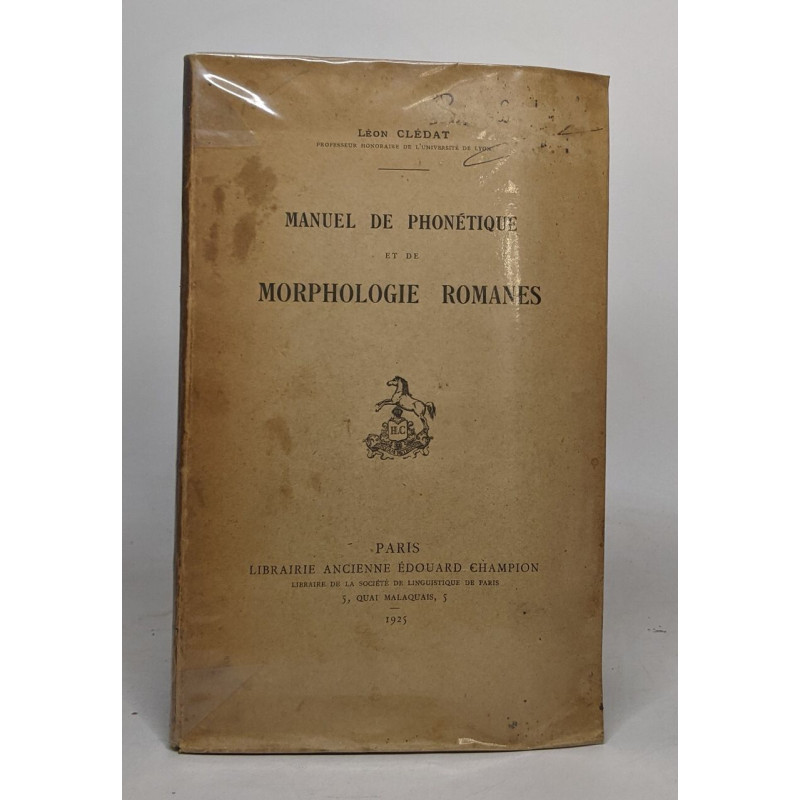 LÉON CLÉDAT
PROFESSEUR HONORAIRE DE L'UNIVERSITÉ DE LYON
MANUEL DE PHONÉTIQUE
ET DE
MORPHOLOGIE ROMANES
H.C
PARIS
LIBRAIRIE ANCIENNE ÉDOUARD CHAMPION
LIBRAIRE DE LA SOCIÉTÉ DE LINGUISTIQUE DE PARIS
5, QUAI MALAQUAIS, 5
1925